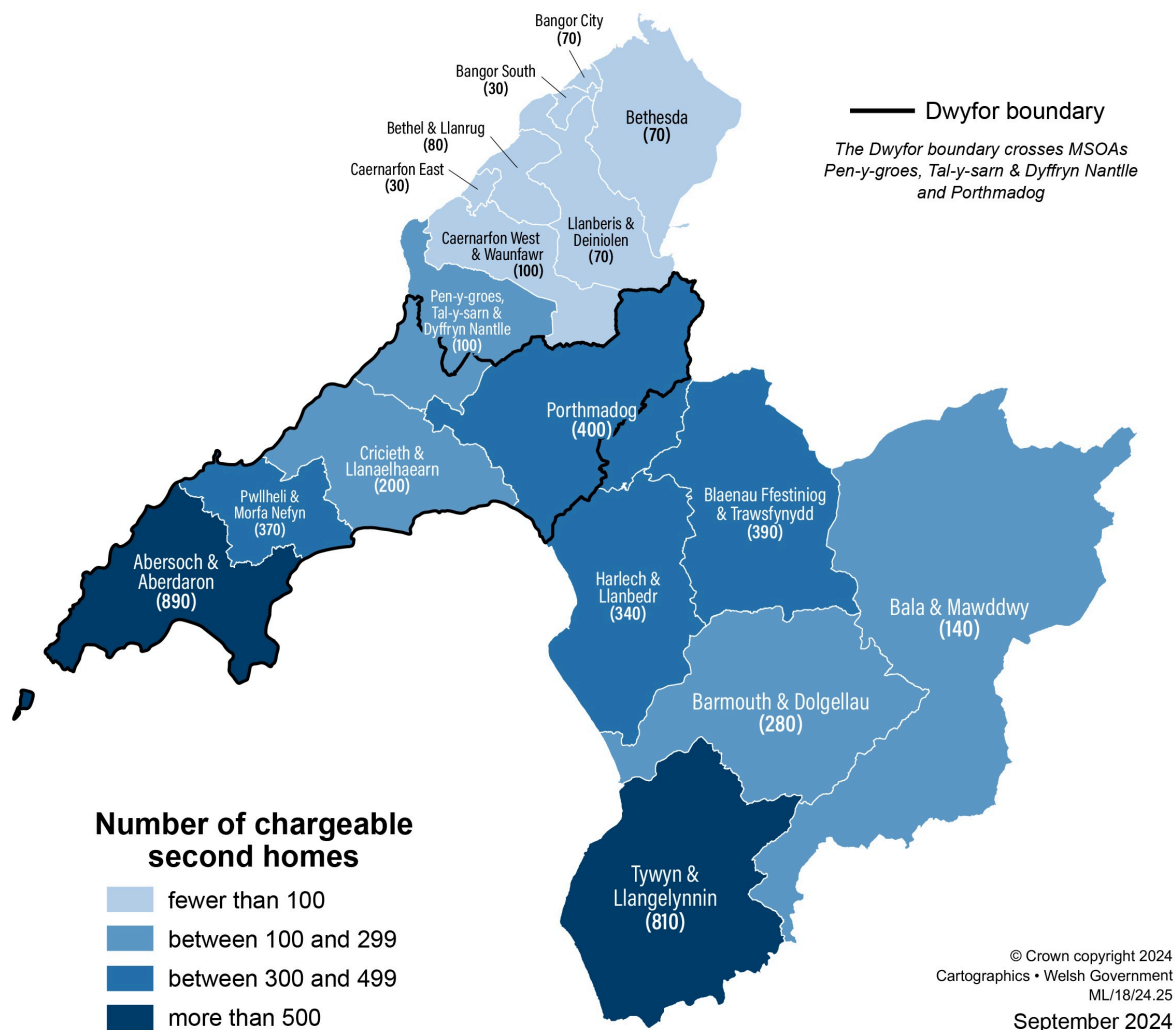 Bangor City
(70)
Bangor South
(30)
Bethel & Llanrug
(80)
Caernarfon East
(30)
Bethesda
(70)
Dwyfor boundary
The Dwyfor boundary crosses MSOAs
Pen-y-groes, Tal-y-sarn & Dyffryn Nantlle
and Porthmadog
Caernarfon West
& Waunfawr
(100)
Llanberis &
Deiniolen
(70)
Pen-y-groes,
Tal-y-sarn &
Dyffryn Nantlle
(100)
Porthmadog
(400)
Cricieth &
Llanaelhaearn
(200)
Pwllheli &
Morfa Nefyn
(370)
Abersoch &
Aberdaron
(890)
Blaenau Ffestiniog
& Trawsfynydd
(390)
Harlech &
Llanbedr
(340)
Bala & Mawddwy
(140)
Barmouth & Dolgellau
(280)
Tywyn &
Llangelynnin
(810)
Number of chargeable
second homes
fewer than 100
between 100 and 299
between 300 and 499
more than 500
© Crown copyright 2024
Cartographics • Welsh Government
ML/18/24.25
September 2024